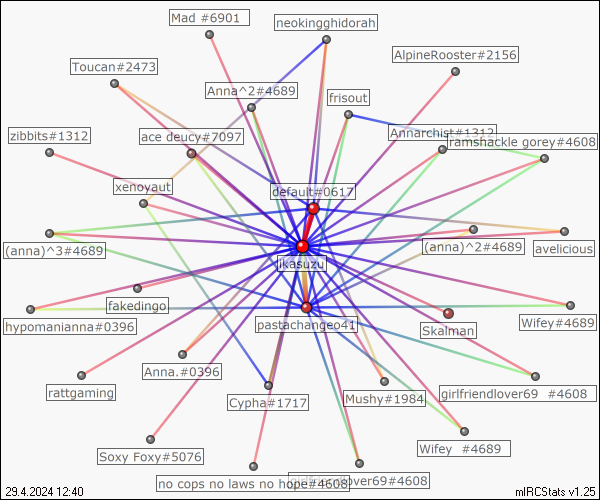 Mad #6901
neokingghidorah
AlpineRooster#2156
Toucan#2473
Anna^2#4689
frisout
zibbits#1312
ace deucy#7097
Annarchist#1312
ramshackle gorey#4608
xenoyaut
default#0617
(anna)^3#4689
(anna)^2#4689
avelicious
ikasuzu
fakedingo
hypomanianna#0396
pastachangeo41
Skalman
Wifey#4689
Anna.#0396
rattgaming
Cypha#1717
Mushy#1984
girlfriendlover69 #4608
Soxy Foxy#5076
Wifey #4689
no cops no laws no hope#4608
girlfriendlover69#4608
29.4.2024 12:40
mIRCStats v1.25